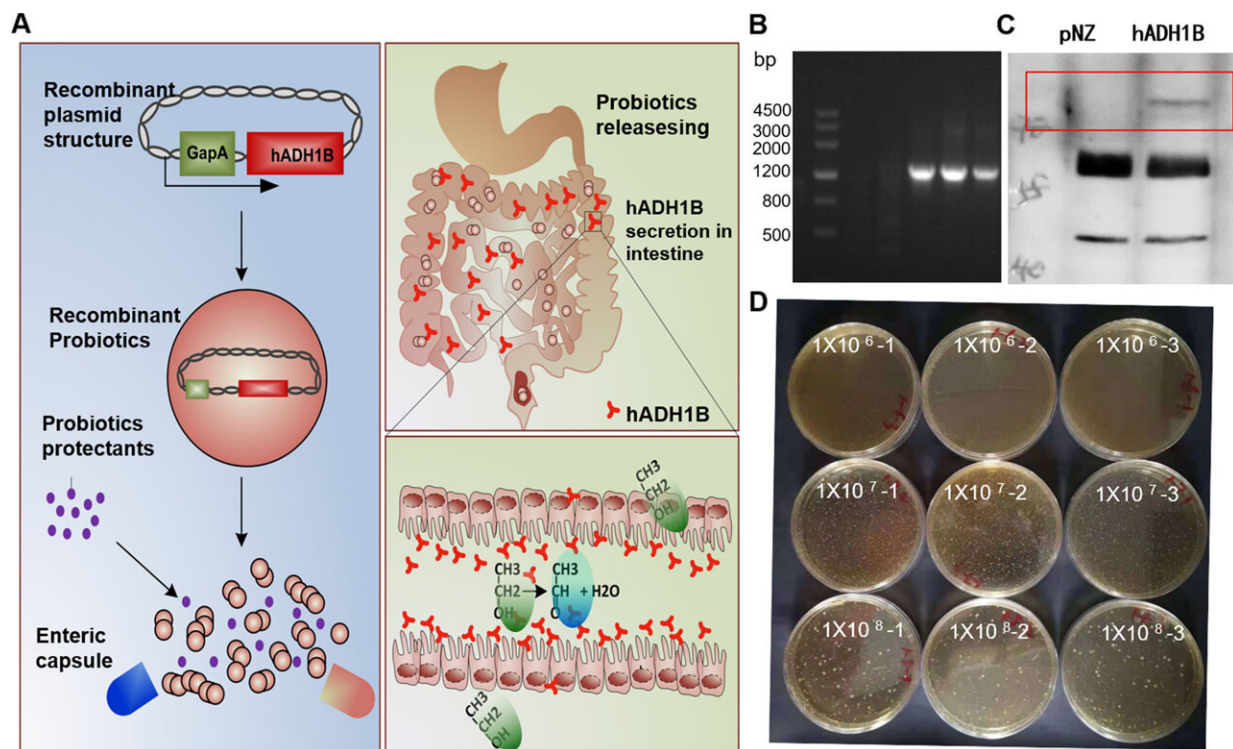 A
Recombinant
plasmid
structure
GapA
hADH1B
Recombinant
Probiotics
Probiotics
protectants
Enteric
capsule
Probiotics
releasesing
hADH1B
secretion in
intestine
hADH1B
CH3
CH2
OH
CH3
CH2
OH
CH3
CH + H2O
O
CH3
CH2
OH
B
bp
4500
3000
2000
1200
800
500
C
pNZ hADH1B
40
D
1X10 6-1
1X10 6-2
1X10 6-3
1X10 7-1
1X10 7-2
1X10 7-3
1X10 8-1
1X10 8-2
1X10 8-3